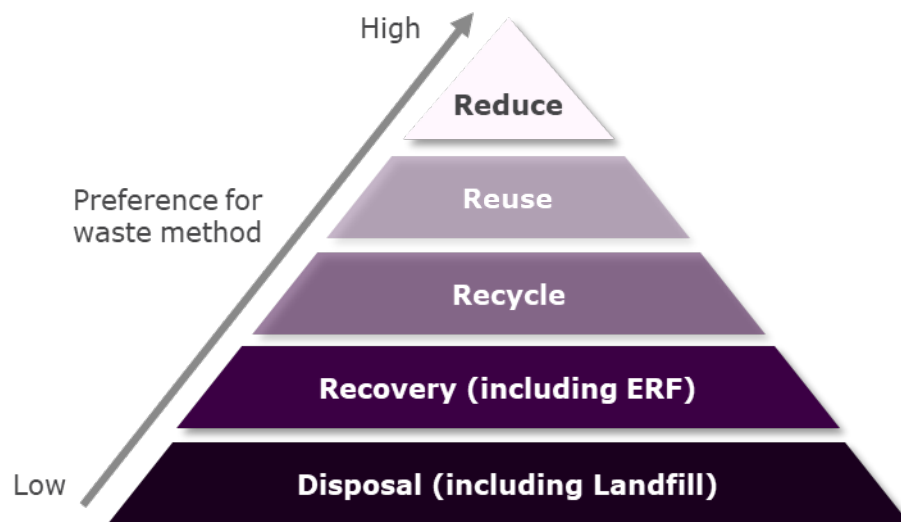 High
Reduce
Preference for
waste method
Reuse
Recycle
Recovery (including ERF)
Low
Disposal (including Landfill)